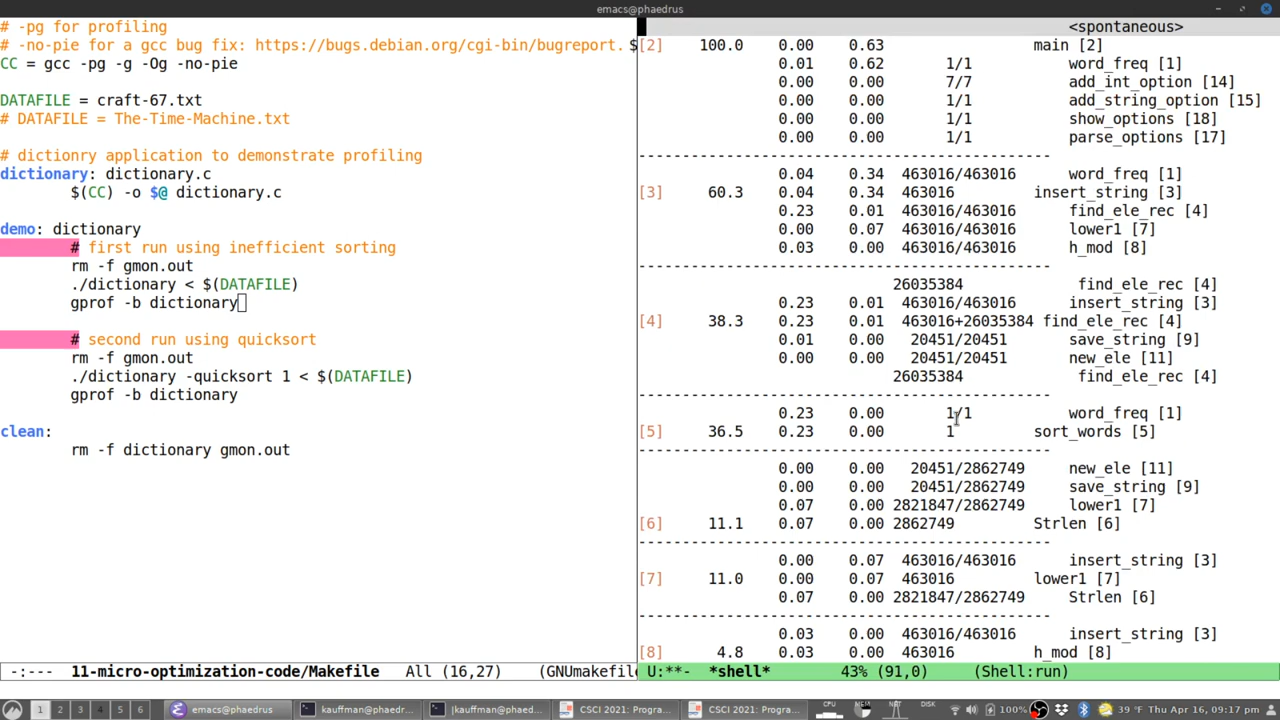 emacs@phaedrus
# -pg for profiling
# -no-pie for a gcc bug fix: https://bugs.debian.org/cgi-bin/bugreport. $
CC = gcc -pg -g -Og -no-pie
DATAFILE = craft-67.txt
# DATAFILE = The-Time-Machine.txt
# dictionry application to demonstrate profiling
dictionary: dictionary.c
$(CC) -o $@ dictionary.c
demo: dictionary
# first run using inefficient sorting
rm -f gmon.out
./dictionary < $(DATAFILE)
gprof -b dictionary
# second run using quicksort
rm -f gmon.out
./dictionary -quicksort 1 < $(DATAFILE)
gprof -b dictionary
clean:
rm -f dictionary gmon.out
-:--- 11-micro-optimization-code/Makefile All (16,27) (GNUmakefile
<spontaneous>
[2] 100.0 0.00 0.63 main [2]
0.01 0.62 1/1 word_freq [1]
0.00 0.00 7/7 add_int_option [14]
0.00 0.00 1/1 add_string_option [15]
0.00 0.00 1/1 show_options [18]
0.00 0.00 1/1 parse_options [17]
-----------------------------------------------
0.04 0.34 463016/463016 word_freq [1]
[3] 60.3 0.04 0.34 463016 insert_string [3]
0.23 0.01 463016/463016 find_ele_rec [4]
0.00 0.07 463016/463016 lower1 [7]
0.03 0.00 463016/463016 h_mod [8]
-----------------------------------------------
26035384 find_ele_rec [4]
0.23 0.01 463016/463016 insert_string [3]
[4] 38.3 0.23 0.01 463016+26035384 find_ele_rec [4]
0.01 0.00 20451/20451 save_string [9]
0.00 0.00 20451/20451 new_ele [11]
26035384 find_ele_rec [4]
-----------------------------------------------
0.23 0.00 1/1 word_freq [1]
[5] 36.5 0.23 0.00 1 sort_words [5]
-----------------------------------------------
0.00 0.00 20451/2862749 new_ele [11]
0.00 0.00 20451/2862749 save_string [9]
0.07 0.00 2821847/2862749 lower1 [7]
[6] 11.1 0.07 0.00 2862749 Strlen [6]
-----------------------------------------------
0.00 0.07 463016/463016 insert_string [3]
[7] 11.0 0.00 0.07 463016 lower1 [7]
0.07 0.00 2821847/2862749 Strlen [6]
-----------------------------------------------
0.03 0.00 463016/463016 insert_string [3]
[8] 4.8 0.03 0.00 463016 h_mod [8]
U:**- *shell* 43% (91,0) (Shell:run)
1 2 3 4 5 6 emacs@phaedrus kauffman@phaedr... [kauffman@phaed... CSCI 2021: Progra... CSCI 2021: Progra... CPU MEM NET DISK 100% 39 °F Thu Apr 16, 09:17 pm